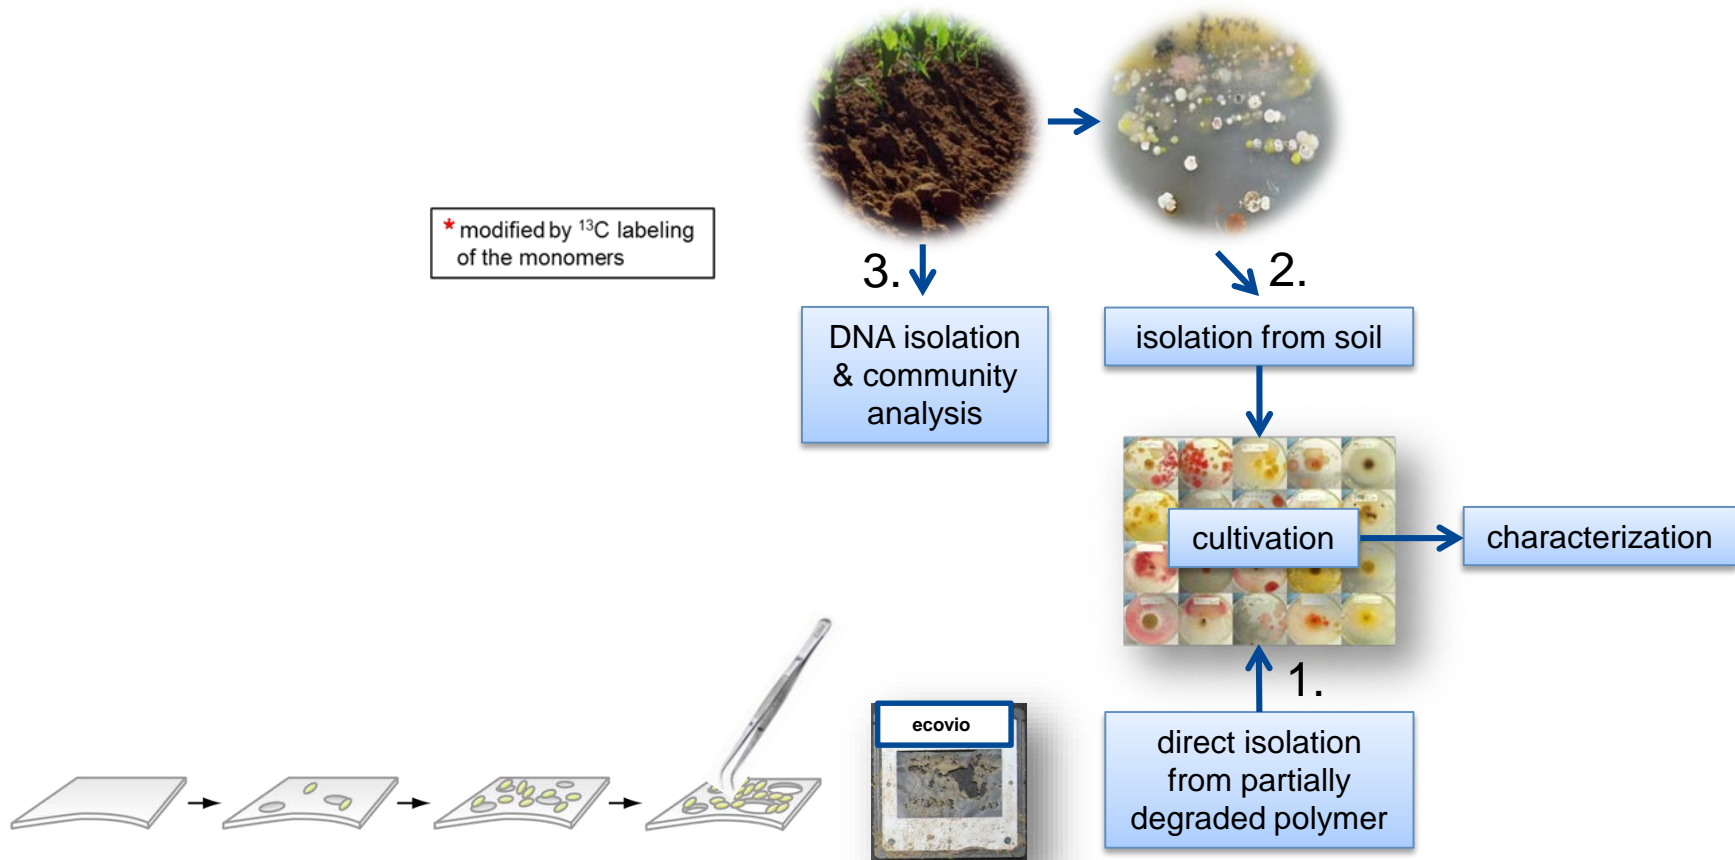 * modified by ¹³C labeling
of the monomers
3.
2.
DNA isolation
& community
analysis
isolation from soil
cultivation
characterization
1.
ecovio
direct isolation
from partially
degraded polymer